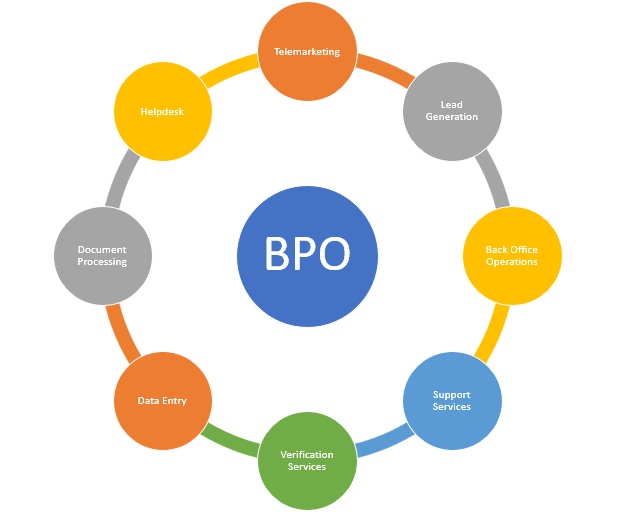 Telemarketing
Lead
Generation
Back Office
Operations
Support
Services
Verification
Services
Data Entry
Document
Processing
Helpdesk
BPO